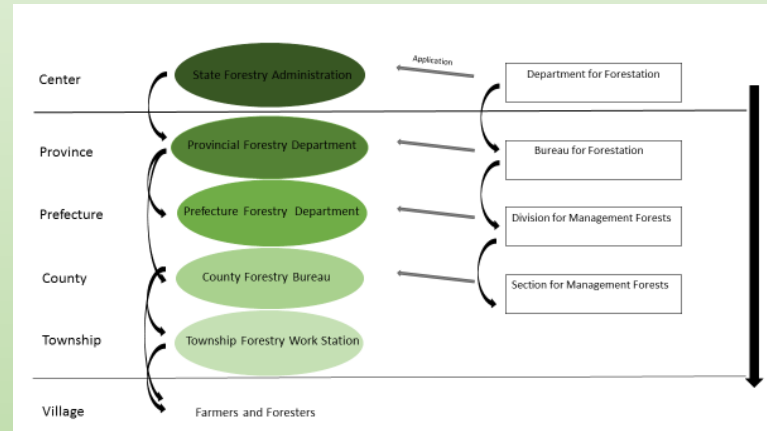 Application
Center
State Forestry Administration
Department for Forestation
Province
Provincial Forestry Department
Bureau for Forestation
Prefecture
Prefecture Forestry Department
Division for Management Forests
County
County Forestry Bureau
Section for Management Forests
Township
Township Forestry Work Station
Village
Farmers and Foresters